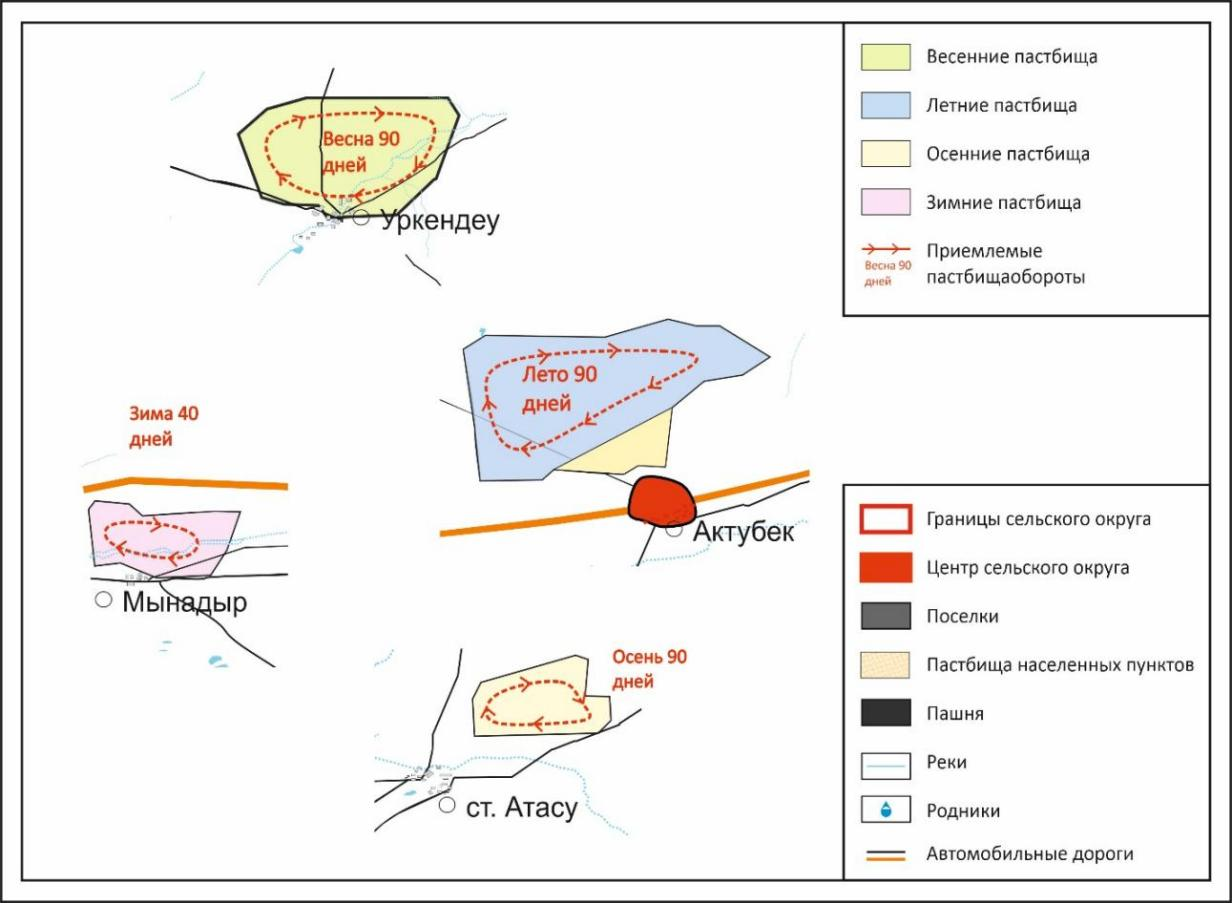 Весна 90
дней
Уркендеу
Лето 90
дней
Зима 40
дней
Актубек
Мынадыр
Осень 90
дней
ст. Атасу
Весенние пастбища
Летние пастбища
Осенние пастбища
Зимние пастбища
Весна 90
дней
Приемлемые
пастбищаобороты
Границы сельского округа
Центр сельского округа
Поселки
Пастбища населенных пунктов
Пашня
Реки
Родники
Автомобильные дороги